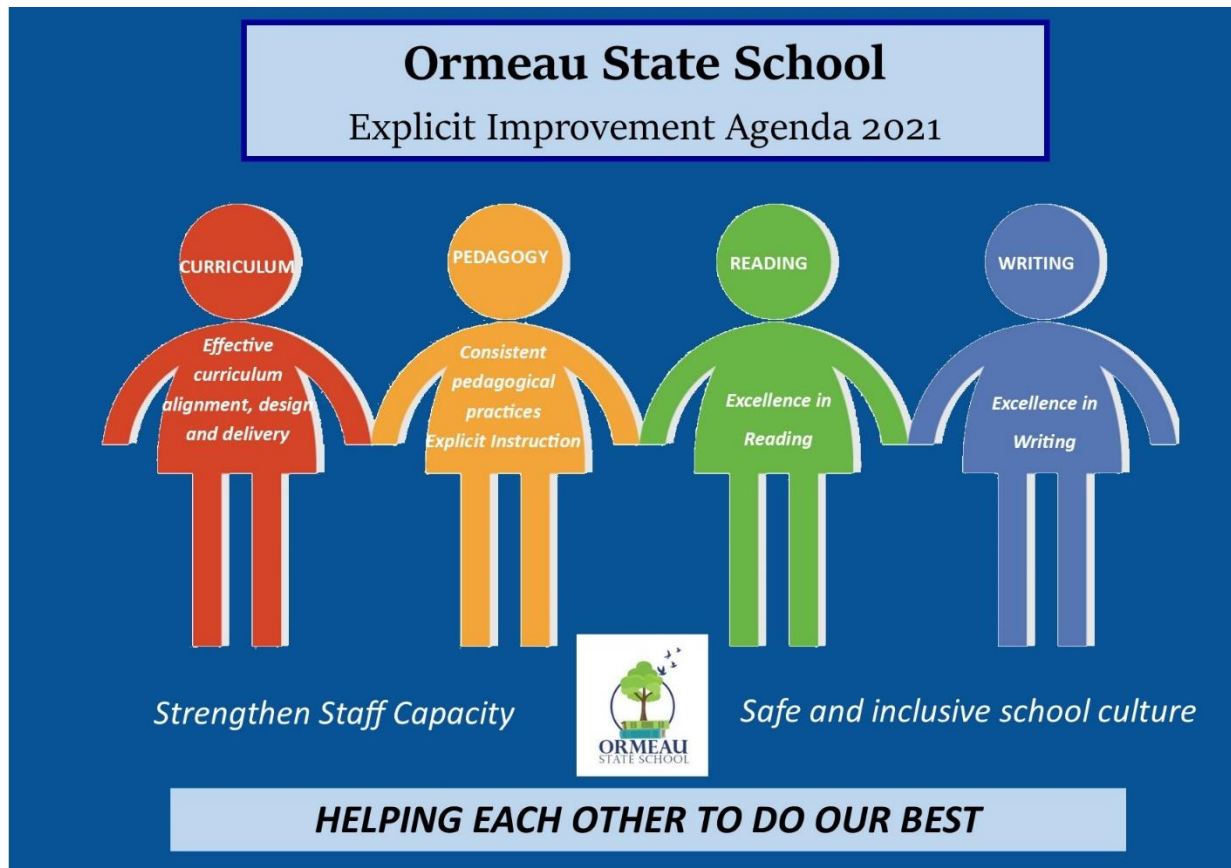 Ormeau State School
Explicit Improvement Agenda 2021
CURRICULUM
Effective
curriculum
alignment, design
and delivery
PEDAGOGY
Consistent
pedagogical
practices
Explicit Instruction
READING
Excellence in
Reading
WRITING
Excellence in
Writing
Strengthen Staff Capacity
ORMEAU
STATE SCHOOL
Safe and inclusive school culture
HELPING EACH OTHER TO DO OUR BEST